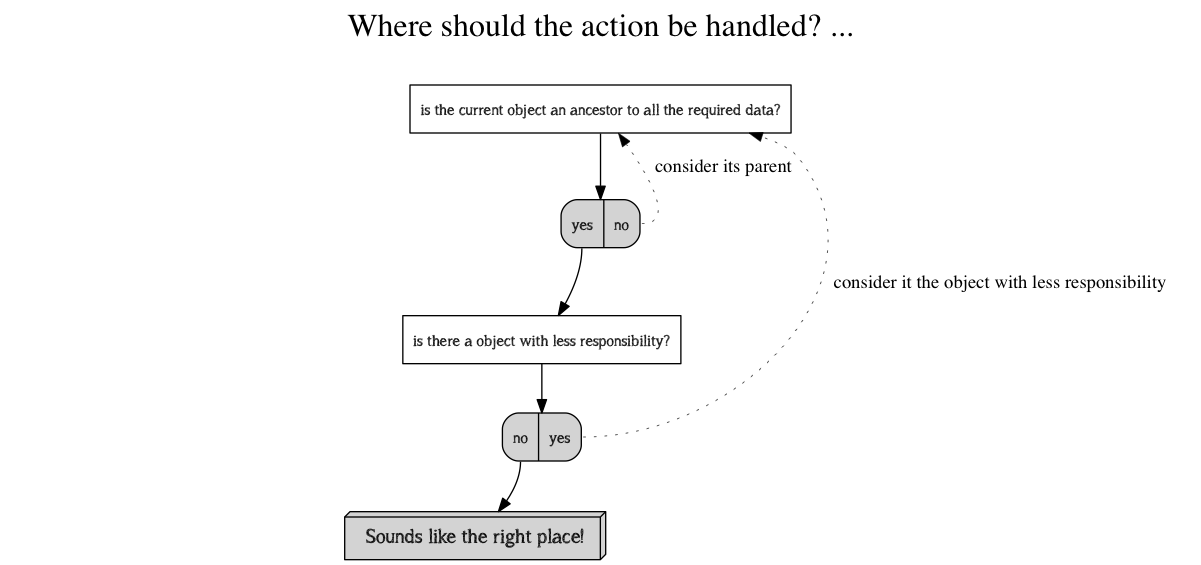 Where should the action be handled? ...
is the current object an ancestor to all the required data?
consider its parent
yes
no
consider it the object with less responsibility
is there a object with less responsibility?
no
yes
Sounds like the right place!